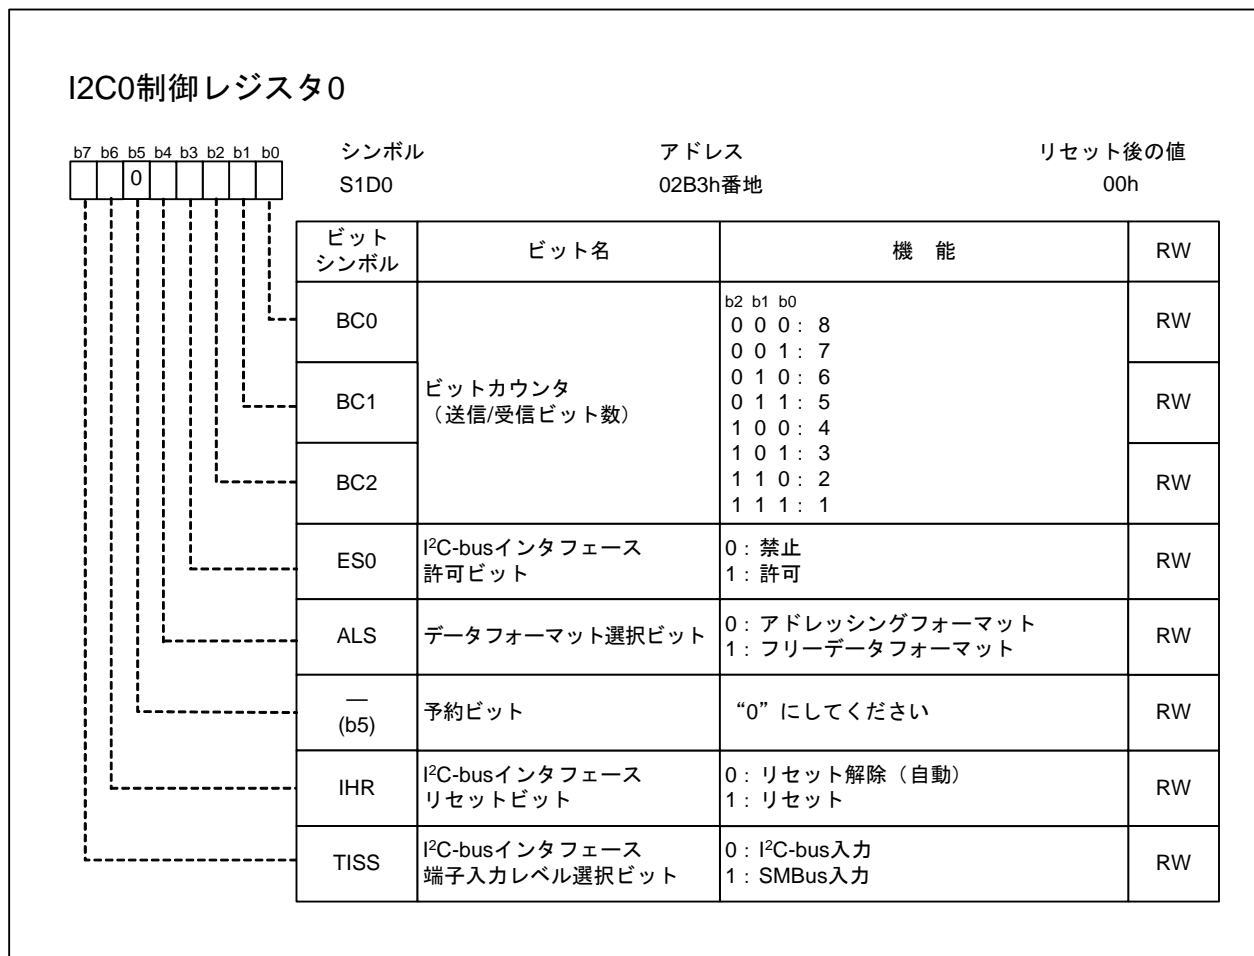 I2C0制御レジスタ0
b7 b6 b5 b4 b3 b2 b1 b0
0
シンボル
S1D0
アドレス
02B3h番地
リセット後の値
00h
ビット
シンボル
ビット名
機 能
RW
BC0
BC1
BC2
ビットカウンタ
（送信/受信ビット数）
b2 b1 b0
0 0 0 : 8
0 0 1 : 7
0 1 0 : 6
0 1 1 : 5
1 0 0 : 4
1 0 1 : 3
1 1 0 : 2
1 1 1 : 1
RW
RW
RW
ES0
I²C-busインタフェース
許可ビット
0 : 禁止
1 : 許可
RW
ALS
データフォーマット選択ビット
0 : アドレッシングフォーマット
1 : フリーデータフォーマット
RW
—
(b5)
予約ビット
“0”にしてください
RW
IHR
I²C-busインタフェース
リセットビット
0 : リセット解除（自動）
1 : リセット
RW
TISS
I²C-busインタフェース
端子入力レベル選択ビット
0 : I²C-bus入力
1 : SMBus入力
RW